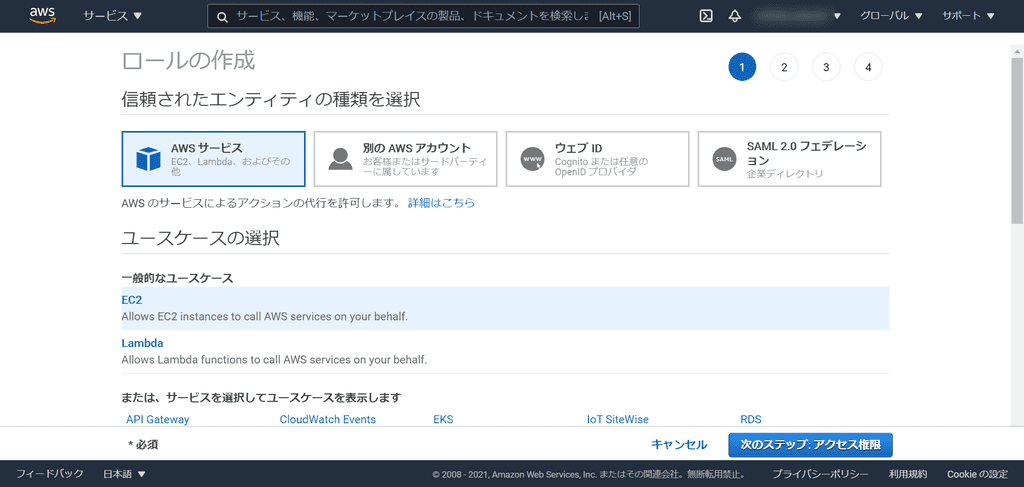 aws
サービス ▼
サービス、機能、マーケットプレイスの製品、ドキュメントを検索しま [Alt+S]
グローバル ▼
サポート ▼
ロールの作成
1 2 3 4
信頼されたエンティティの種類を選択
AWS サービス
EC2、Lambda、およびその
他
別の AWS アカウント
お客様またはサードパーティ
ーに属しています
WWW
ウェブ ID
Cognito または任意の
OpenID プロバイダ
SAML
SAML 2.0 フェデレーシ
ョン
企業ディレクトリ
AWS のサービスによるアクションの代行を許可します。 詳細はこちら
ユースケースの選択
一般的なユースケース
EC2
Allows EC2 instances to call AWS services on your behalf.
Lambda
Allows Lambda functions to call AWS services on your behalf.
または、サービスを選択してユースケースを表示します
API Gateway CloudWatch Events EKS IoT SiteWise RDS
* 必須
キャンセル
次のステップ: アクセス権限
フィードバック 日本語 ▼
© 2008 - 2021, Amazon Web Services, Inc. またはその関連会社。無断転用禁止。
プライバシーポリシー 利用規約 Cookie の設定